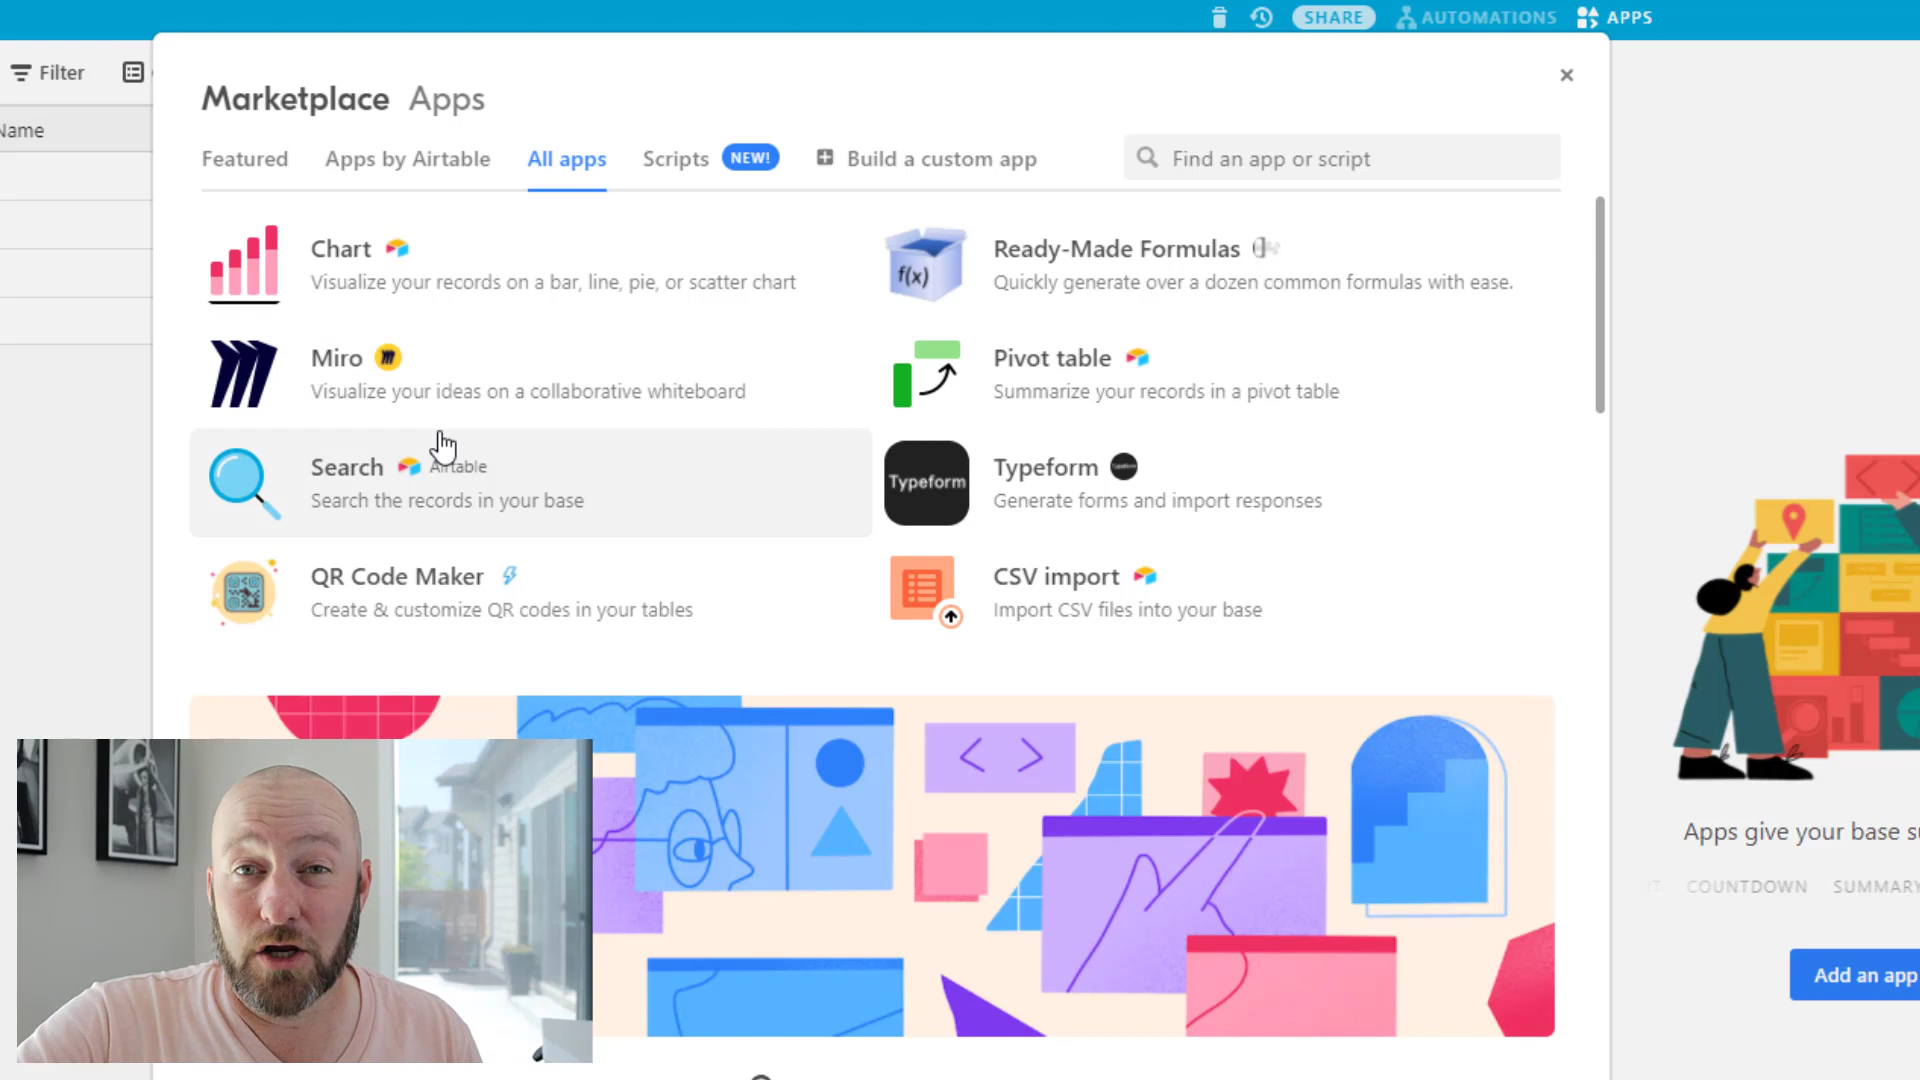 SHARE
AUTOMATIONS
APPS
Filter
Name
Marketplace Apps
Featured
Apps by Airtable
All apps
Scripts NEW!
Build a custom app
Find an app or script
Chart
Visualize your records on a bar, line, pie, or scatter chart
f(x)
Ready-Made Formulas
Quickly generate over a dozen common formulas with ease.
Miro
Visualize your ideas on a collaborative whiteboard
Pivot table
Summarize your records in a pivot table
Search Airtable
Search the records in your base
Typeform
Typeform
Generate forms and import responses
QR Code Maker
Create & customize QR codes in your tables
CSV import
Import CSV files into your base
Apps give your base
COUNTDOWN SUMMARY
Add an app